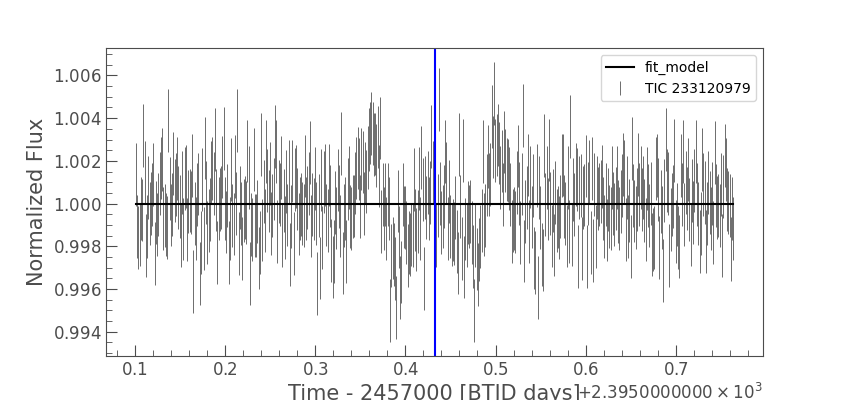 fit_model
TIC 233120979
1.006
1.004
1.002
1.000
0.998
0.996
0.994
Normalized Flux
0.1 0.2 0.3 0.4 0.5 0.6 0.7
Time - 2457000 [BTJD days]
+2.3950000000 × 10³